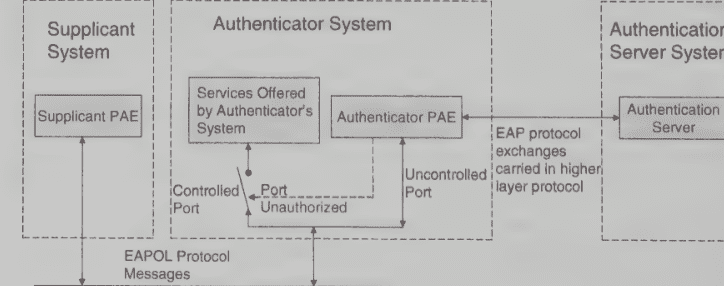 Supplicant
System
Authenticator System
Authentication
Server System
Supplicant PAE
Services Offered
by Authenticator's
System
Authenticator PAE
Authentication
Server
EAP protocol
exchanges
carried in higher
layer protocol
Controlled
Port
Port
Unauthorized
Uncontrolled
Port
EAPOL Protocol
Messages